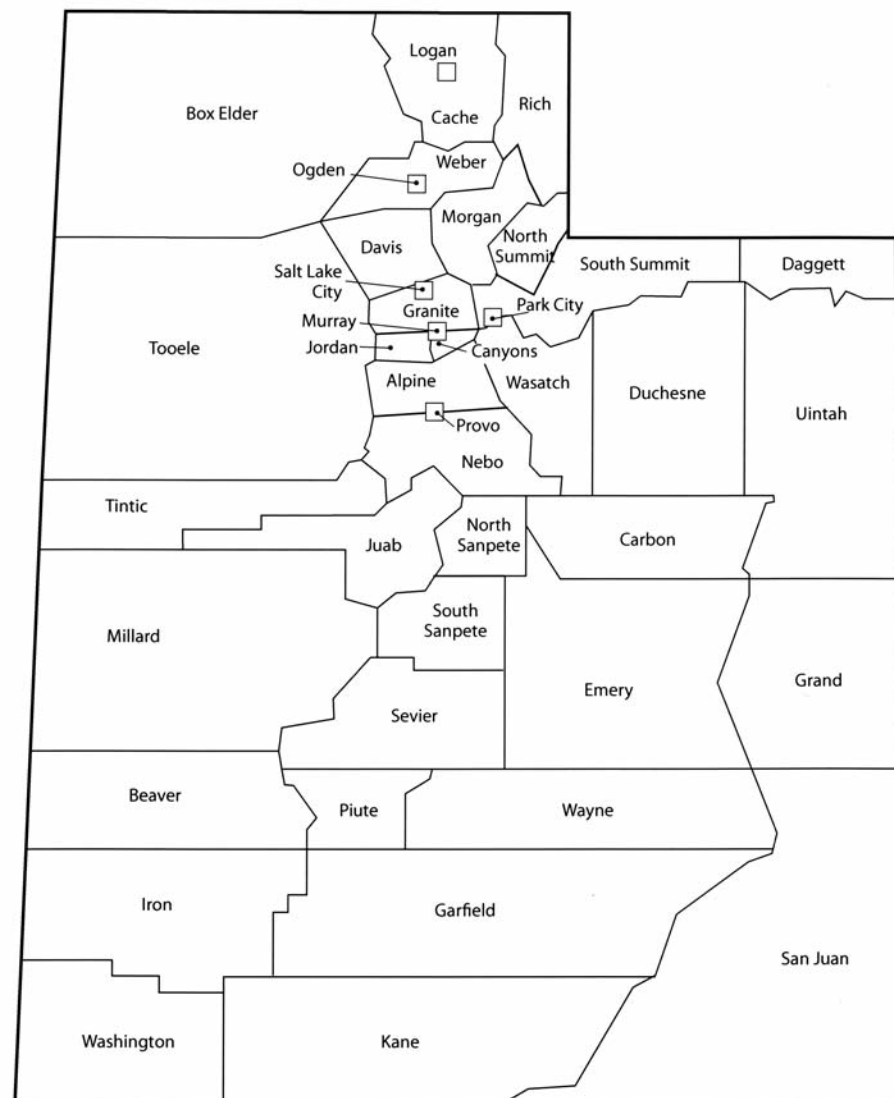 Logan
Box Elder
Rich
Cache
Weber
Ogden
Morgan
North
Summit
Davis
South Summit
Daggett
Salt Lake
City
Granite
Park City
Murray
Tooele
Jordan
Canyons
Alpine
Wasatch
Duchesne
Uintah
Provo
Nebo
Tintic
North
Sanpete
Juab
Carbon
South
Sanpete
Millard
Emery
Grand
Sevier
Beaver
Piute
Wayne
Iron
Garfield
San Juan
Washington
Kane